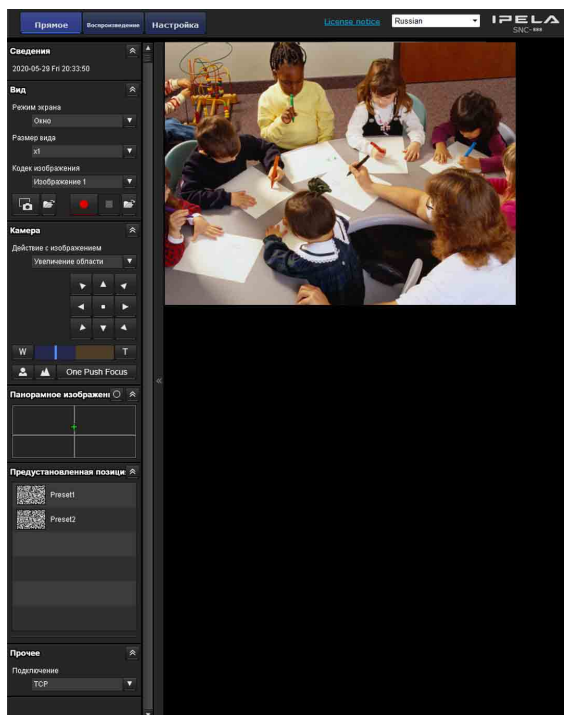 Прямое
Воспроизведение
Настройка
License notice
Russian
IPELA
SNC-***
Сведения
2020-05-29 Fri 20:33:50
Вид
Режим экрана
Окно
Размер вида
x1
Кодек изображения
Изображение 1
Камера
Действие с изображением
Увеличение области
W
T
One Push Focus
Панорамное изображени
Предустановленная позици
Preset1
Preset2
Прочее
Подключение
TCP